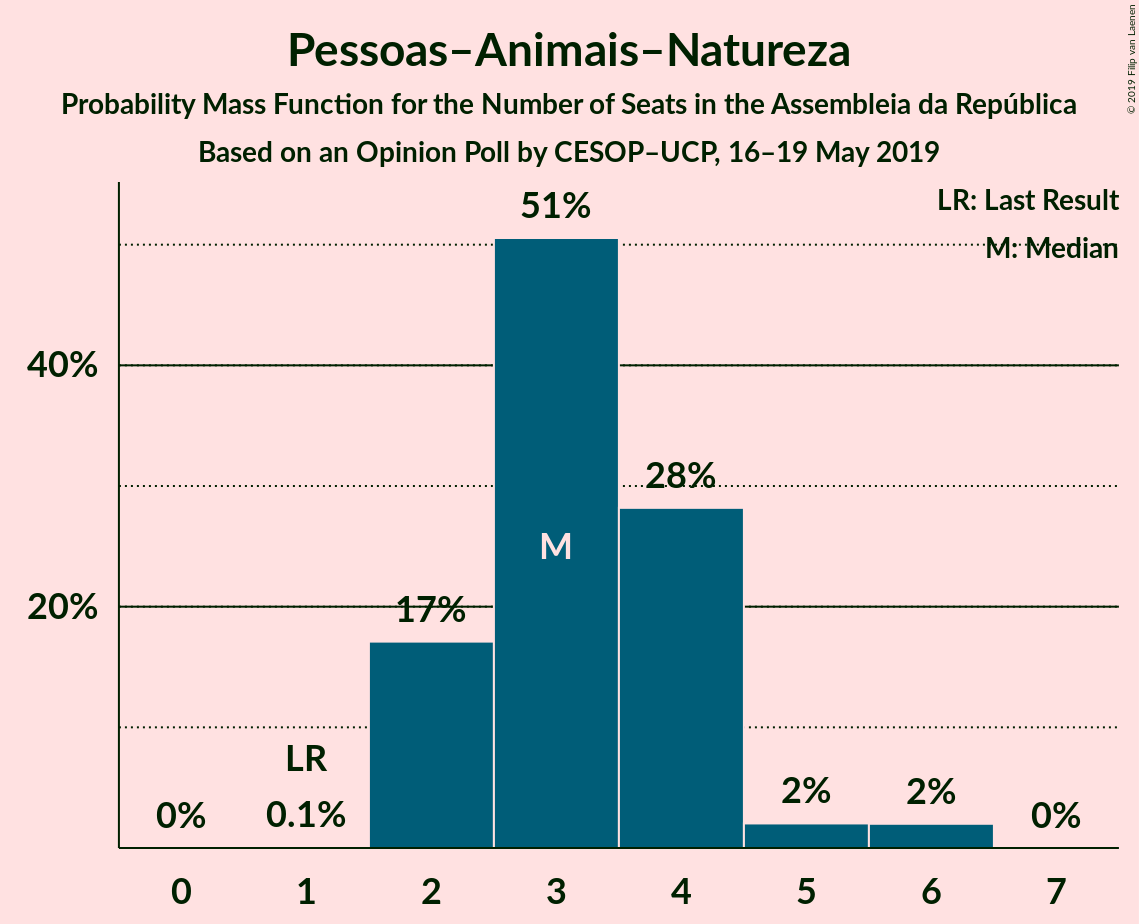 Pessoas–Animais–Natureza
Probability Mass Function for the Number of Seats in the Assembleia da República
Based on an Opinion Poll by CESOP–UCP, 16–19 May 2019
© 2019 Filip van Laenen
LR: Last Result
M: Median
51%
40%
28%
M
20%
17%
LR
0%
0.1%
2%
2%
0%
0 1 2 3 4 5 6 7